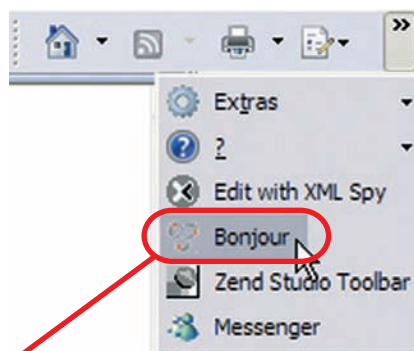 »
Extras
?
Edit with XML Spy
Bonjour
Zend Studio Toolbar
Messenger